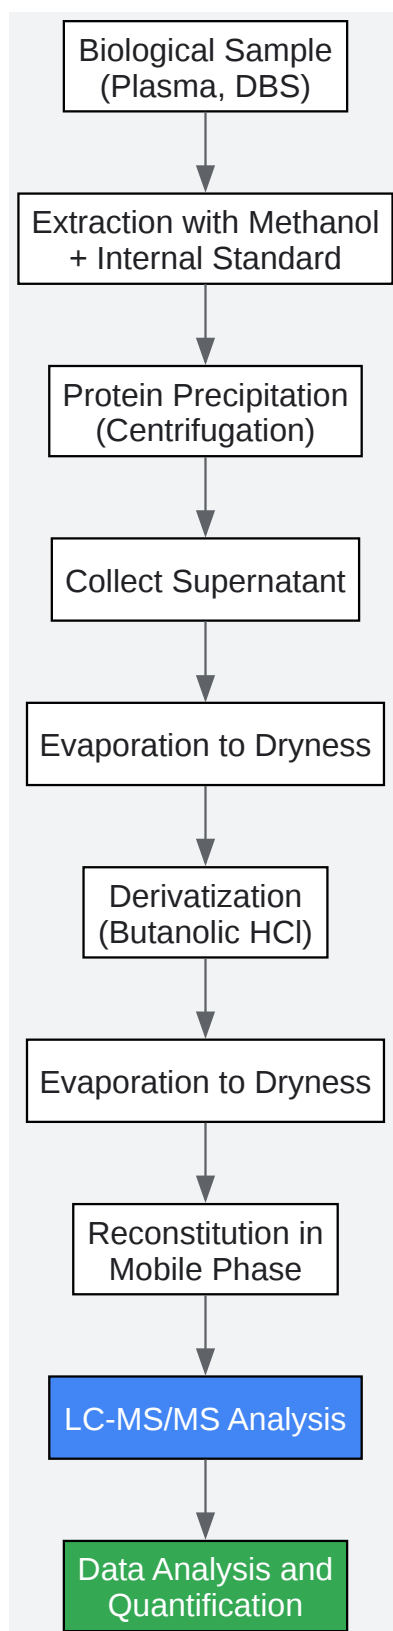 Biological Sample
(Plasma, DBS)
Extraction with Methanol
+ Internal Standard
Protein Precipitation
(Centrifugation)
Collect Supernatant
Evaporation to Dryness
Derivatization
(Butanolic HCl)
Evaporation to Dryness
Reconstitution in
Mobile Phase
LC-MS/MS Analysis
Data Analysis and
Quantification